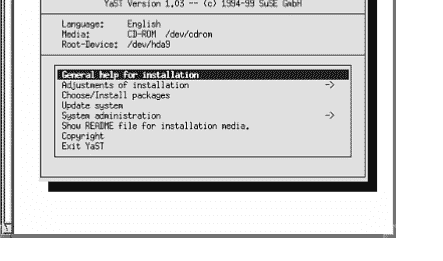 YaST Version 1.03 -- (c) 1994-99 SuSE GmbH
Language: English
Media: CD-ROM /dev/cdrom
Root-Device: /dev/hda9
General help for installation
Adjustments of installation ->
Choose/Install packages
Update system
System administration ->
Show README file for installation media.
Copyright
Exit YaST